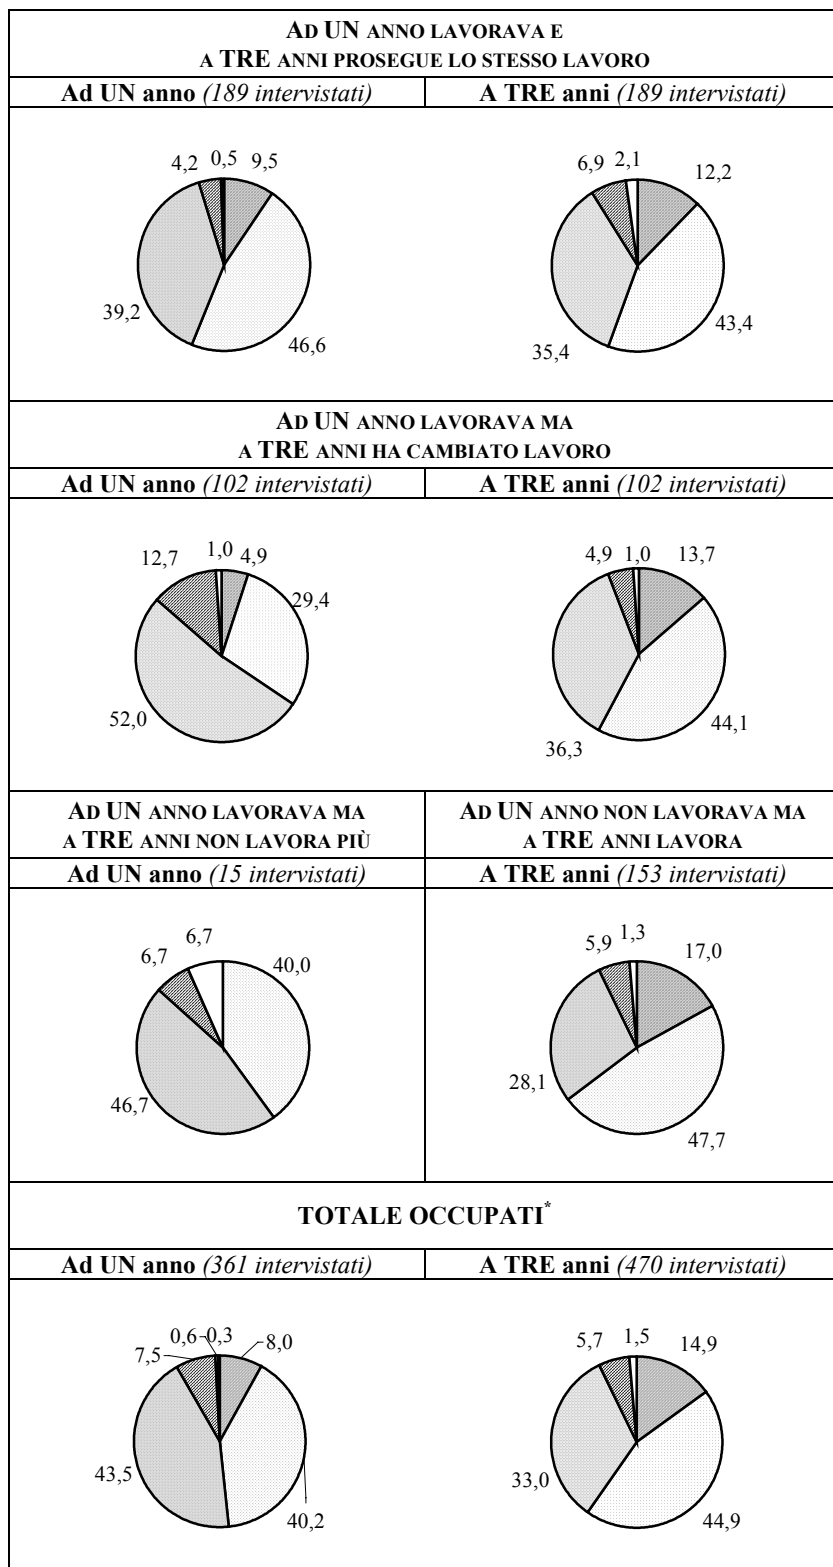 AD UN ANNO LAVORAVA E
A TRE ANNI PROSEGUE LO STESSO LAVORO
Ad UN anno (189 intervistati) A TRE anni (189 intervistati)
4,2 0,5 9,5 6,9 2,1 12,2
39,2 46,6 35,4 43,4
AD UN ANNO LAVORAVA MA
A TRE ANNI HA CAMBIATO LAVORO
Ad UN anno (102 intervistati) A TRE anni (102 intervistati)
12,7 1,0 4,9 4,9 1,0 13,7
29,4
52,0 36,3 44,1
AD UN ANNO LAVORAVA MA
A TRE ANNI NON LAVORA PIÙ
AD UN ANNO NON LAVORAVA MA
A TRE ANNI LAVORA
Ad UN anno (15 intervistati) A TRE anni (153 intervistati)
6,7 6,7 40,0 5,9 1,3 17,0
46,7 28,1 47,7
TOTALE OCCUPATI*
Ad UN anno (361 intervistati) A TRE anni (470 intervistati)
7,5 0,6 0,3 8,0 5,7 1,5 14,9
43,5 40,2 33,0 44,9